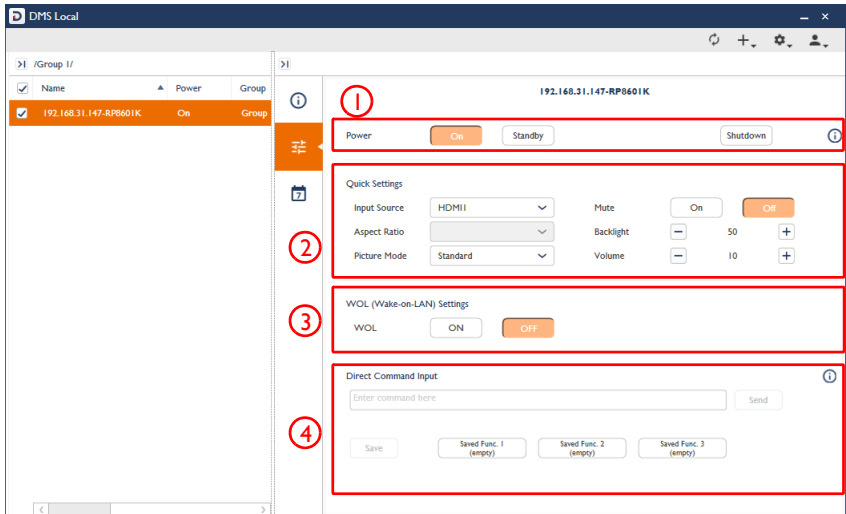 DMS Local
/Group 1/
Name Power Group
192.168.31.147-RP8601K On Group
7
192.168.31.147-RP8601K
1
Power On Standby Shutdown
2
Quick Settings
Input Source HDMI1 Mute On Off
Aspect Ratio Backlight 50
Picture Mode Standard Volume 10
3
WOL (Wake-on-LAN) Settings
WOL ON OFF
4
Direct Command Input
Enter command here Send
Save Saved Func. 1 (empty) Saved Func. 2 (empty) Saved Func. 3 (empty)